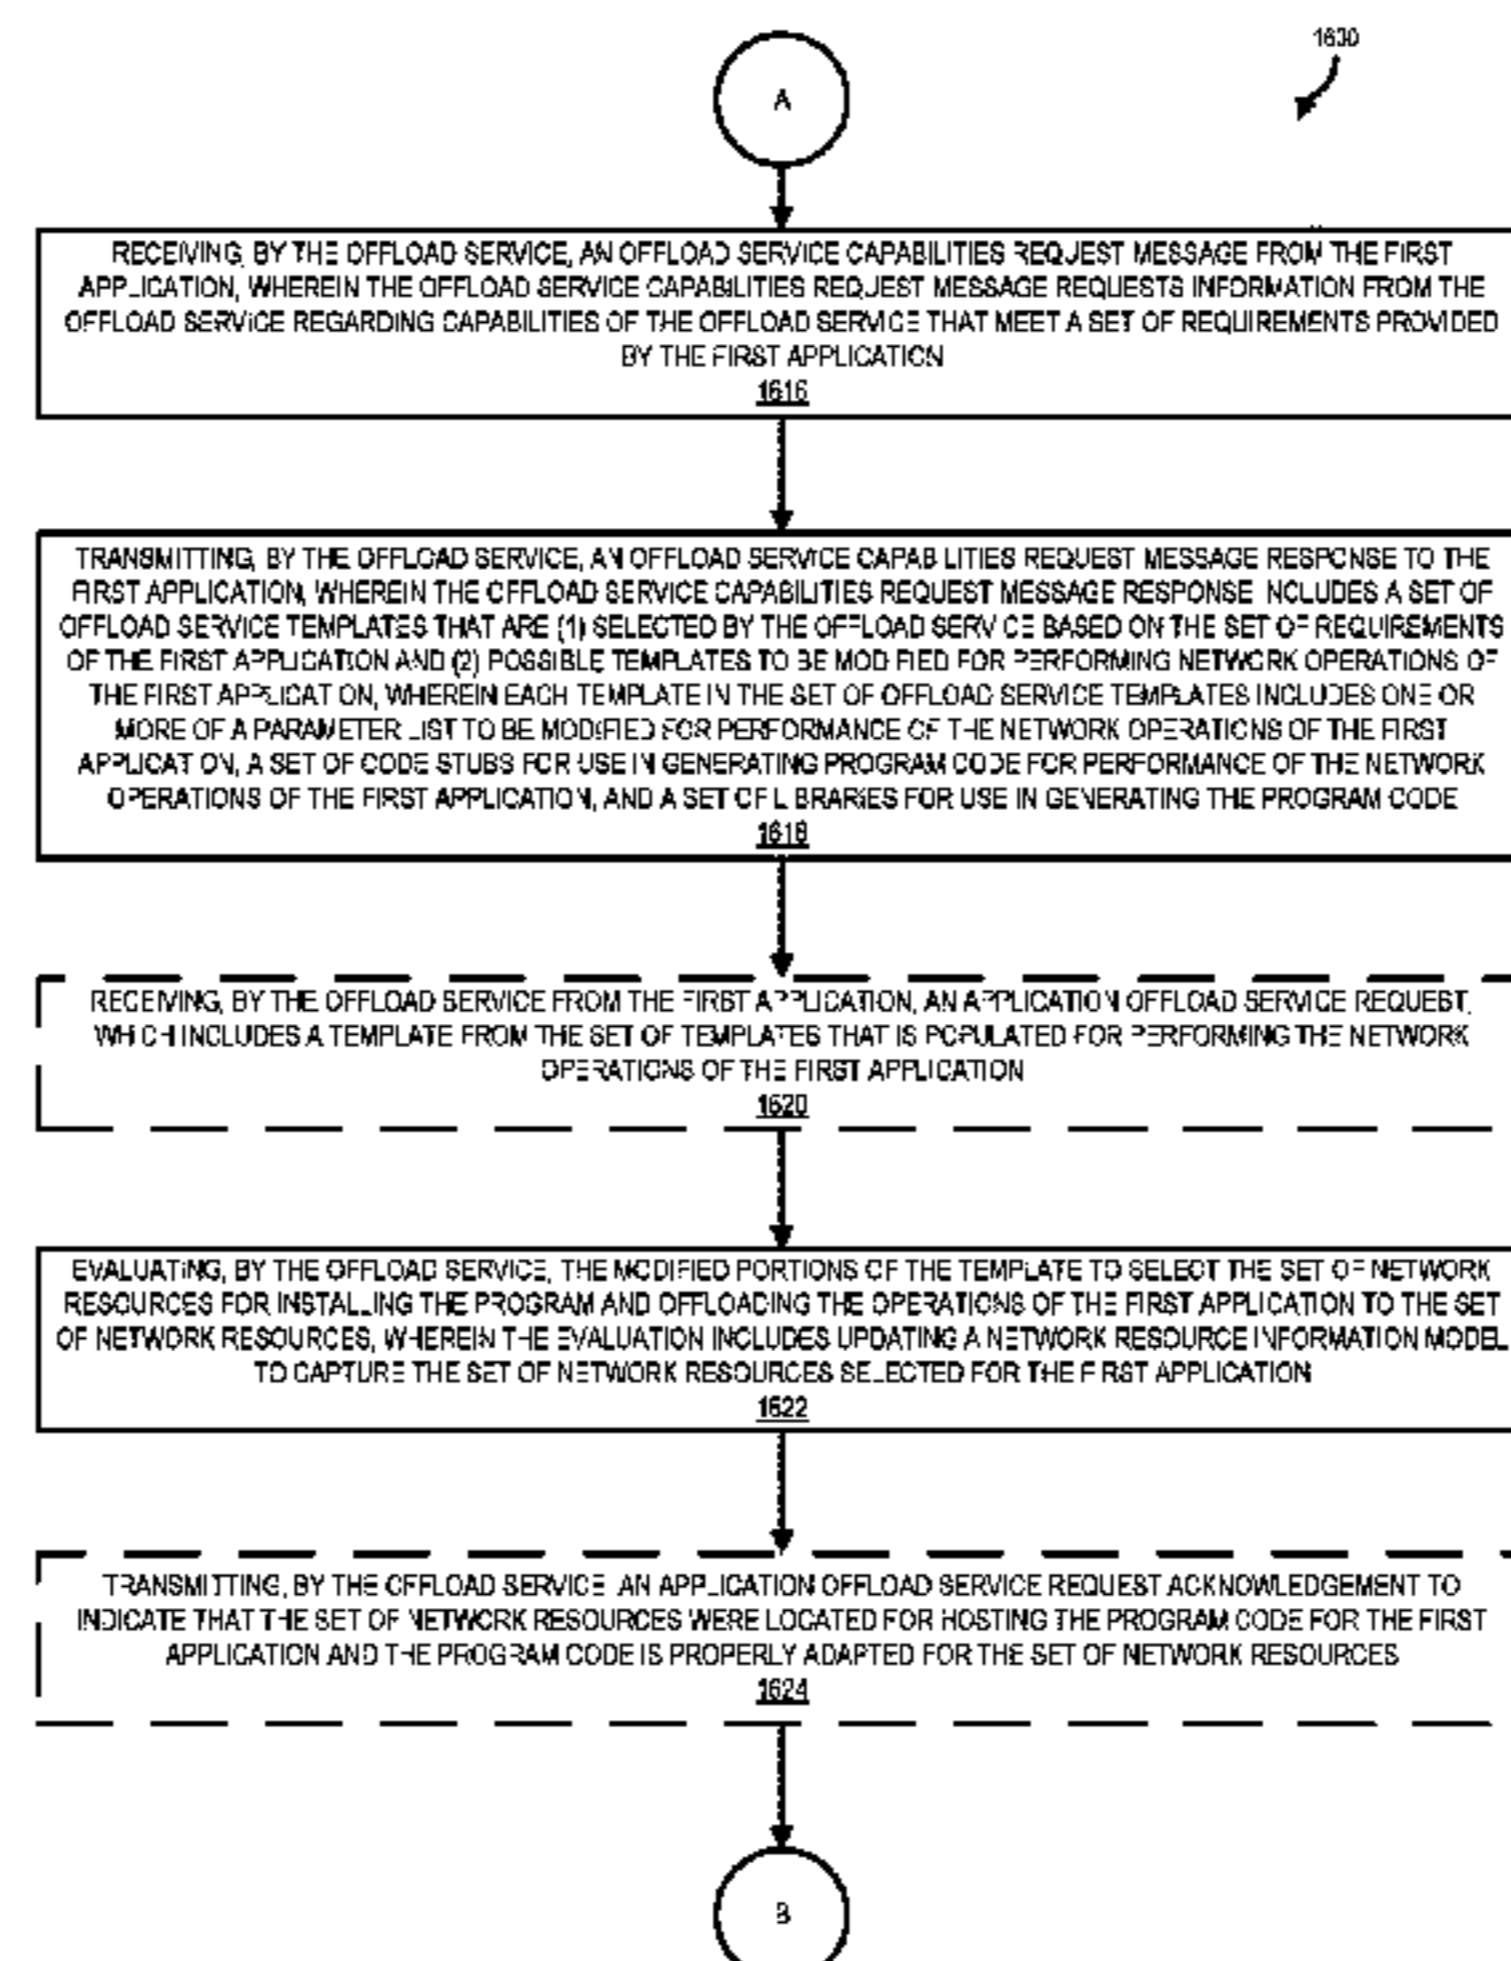 1630
A
RECEIVING, BY THE OFFLOAD SERVICE, AN OFFLOAD SERVICE CAPABILITIES REQUEST MESSAGE FROM THE FIRST
APPLICATION, WHEREIN THE OFFLOAD SERVICE CAPABILITIES REQUEST MESSAGE REQUESTS INFORMATION FROM THE
OFFLOAD SERVICE REGARDING CAPABILITIES OF THE OFFLOAD SERVICE THAT MEET A SET OF REQUIREMENTS PROVIDED
BY THE FIRST APPLICATION
1616
TRANSMITTING, BY THE OFFLOAD SERVICE, AN OFFLOAD SERVICE CAPABILITIES REQUEST MESSAGE RESPONSE TO THE
FIRST APPLICATION, WHEREIN THE OFFLOAD SERVICE CAPABILITIES REQUEST MESSAGE RESPONSE INCLUDES A SET OF
OFFLOAD SERVICE TEMPLATES THAT ARE (1) SELECTED BY THE OFFLOAD SERVICE BASED ON THE SET OF REQUIREMENTS
OF THE FIRST APPLICATION AND (2) POSSIBLE TEMPLATES TO BE MODIFIED FOR PERFORMING NETWORK OPERATIONS OF
THE FIRST APPLICATION, WHEREIN EACH TEMPLATE IN THE SET OF OFFLOAD SERVICE TEMPLATES INCLUDES ONE OR
MORE OF A PARAMETER LIST TO BE MODIFIED FOR PERFORMANCE OF THE NETWORK OPERATIONS OF THE FIRST
APPLICATION, A SET OF CODE STUBS FOR USE IN GENERATING PROGRAM CODE FOR PERFORMANCE OF THE NETWORK
OPERATIONS OF THE FIRST APPLICATION, AND A SET OF LIBRARIES FOR USE IN GENERATING THE PROGRAM CODE
1618
RECEIVING, BY THE OFFLOAD SERVICE FROM THE FIRST APPLICATION, AN APPLICATION OFFLOAD SERVICE REQUEST,
WHICH INCLUDES A TEMPLATE FROM THE SET OF TEMPLATES THAT IS POPULATED FOR PERFORMING THE NETWORK
OPERATIONS OF THE FIRST APPLICATION
1620
EVALUATING, BY THE OFFLOAD SERVICE, THE MODIFIED PORTIONS OF THE TEMPLATE TO SELECT THE SET OF NETWORK
RESOURCES FOR INSTALLING THE PROGRAM AND OFFLOADING THE OPERATIONS OF THE FIRST APPLICATION TO THE SET
OF NETWORK RESOURCES, WHEREIN THE EVALUATION INCLUDES UPDATING A NETWORK RESOURCE INFORMATION MODEL
TO CAPTURE THE SET OF NETWORK RESOURCES SELECTED FOR THE FIRST APPLICATION
1622
TRANSMITTING, BY THE OFFLOAD SERVICE AN APPLICATION OFFLOAD SERVICE REQUEST ACKNOWLEDGEMENT TO
INDICATE THAT THE SET OF NETWORK RESOURCES WERE LOCATED FOR HOSTING THE PROGRAM CODE FOR THE FIRST
APPLICATION AND THE PROGRAM CODE IS PROPERLY ADAPTED FOR THE SET OF NETWORK RESOURCES
1624
B